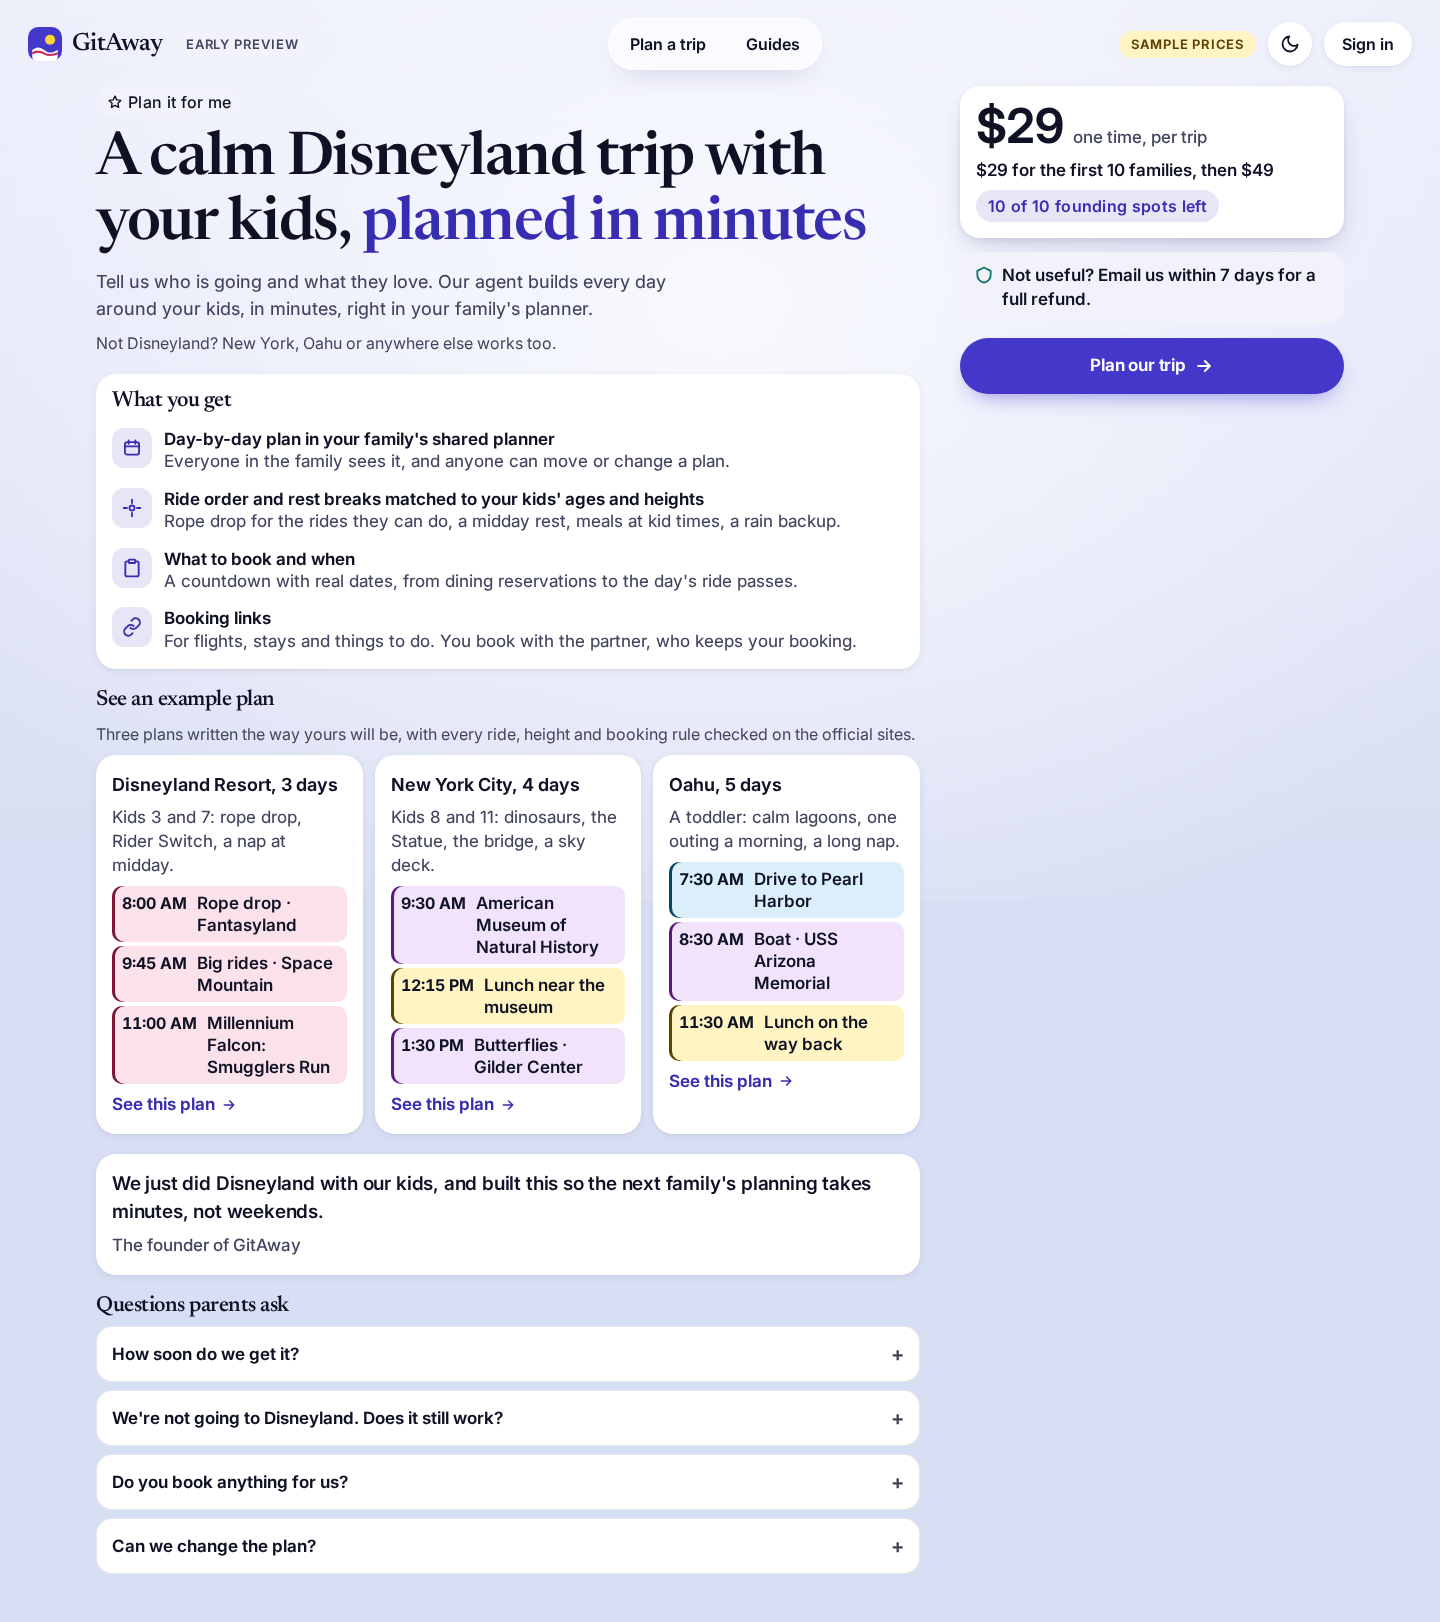 GitAway
EARLY PREVIEW
Plan a trip
Guides
SAMPLE PRICES
Sign in
Plan it for me
A calm Disneyland trip with
your kids, planned in minutes
Tell us who is going and what they love. Our agent builds every day
around your kids, in minutes, right in your family's planner.
Not Disneyland? New York, Oahu or anywhere else works too.
$29 one time, per trip
$29 for the first 10 families, then $49
10 of 10 founding spots left
Not useful? Email us within 7 days for a
full refund.
Plan our trip →
What you get
Day-by-day plan in your family's shared planner
Everyone in the family sees it, and anyone can move or change a plan.
Ride order and rest breaks matched to your kids' ages and heights
Rope drop for the rides they can do, a midday rest, meals at kid times, a rain backup.
What to book and when
A countdown with real dates, from dining reservations to the day's ride passes.
Booking links
For flights, stays and things to do. You book with the partner, who keeps your booking.
See an example plan
Three plans written the way yours will be, with every ride, height and booking rule checked on the official sites.
Disneyland Resort, 3 days
Kids 3 and 7: rope drop,
Rider Switch, a nap at
midday.
8:00 AM Rope drop ·
Fantasyland
9:45 AM Big rides · Space
Mountain
11:00 AM Millennium
Falcon:
Smugglers Run
See this plan →
New York City, 4 days
Kids 8 and 11: dinosaurs, the
Statue, the bridge, a sky
deck.
9:30 AM American
Museum of
Natural History
12:15 PM Lunch near the
museum
1:30 PM Butterflies ·
Gilder Center
See this plan →
Oahu, 5 days
A toddler: calm lagoons, one
outing a morning, a long nap.
7:30 AM Drive to Pearl
Harbor
8:30 AM Boat · USS
Arizona
Memorial
11:30 AM Lunch on the
way back
See this plan →
We just did Disneyland with our kids, and built this so the next family's planning takes
minutes, not weekends.
The founder of GitAway
Questions parents ask
How soon do we get it? +
We're not going to Disneyland. Does it still work? +
Do you book anything for us? +
Can we change the plan? +